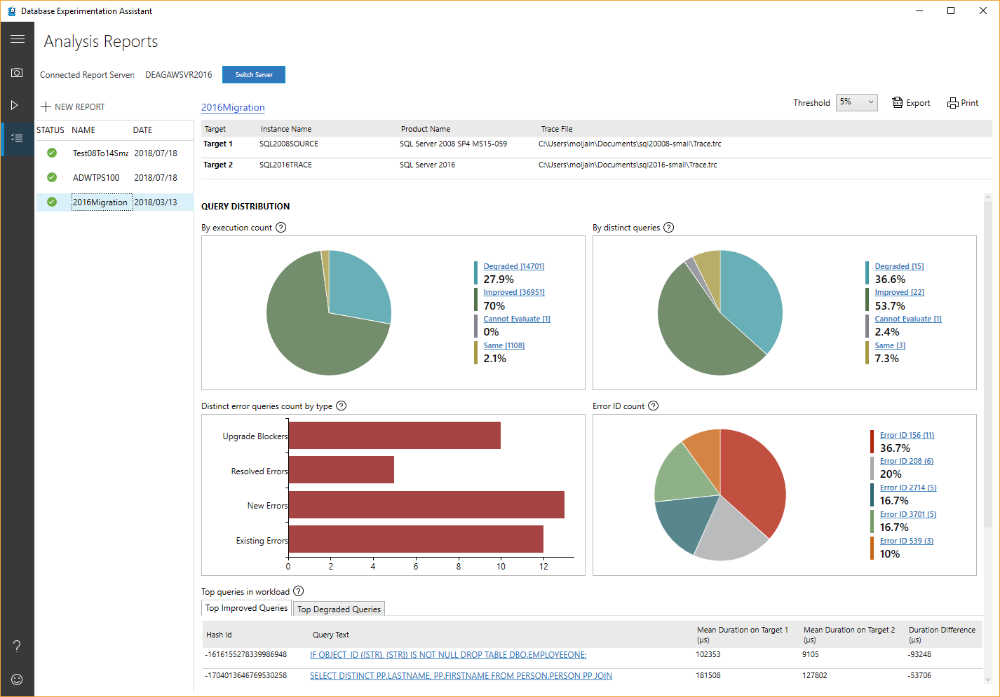 Database Experimentation Assistant
Analysis Reports
Connected Report Server: DEAGAWSVR2016 Switch Server
NEW REPORT
STATUS NAME DATE
Test08To14Sma 2018/07/18
ADWTPS100 2018/07/18
2016Migration 2018/03/13
2016Migration
Threshold 5% Export Print
Target Instance Name Product Name Trace File
Target 1 SQL2008SOURCE SQL Server 2008 SP4 MS15-059 C:\Users\moljain\Documents\sql20008-small\Trace.trc
Target 2 SQL2016TRACE SQL Server 2016 C:\Users\moljain\Documents\sql2016-small\Trace.trc
QUERY DISTRIBUTION
By execution count ?
Degraded [14701]
27.9%
Improved [36951]
70%
Cannot Evaluate [1]
0%
Same [1108]
2.1%
By distinct queries ?
Degraded [15]
36.6%
Improved [22]
53.7%
Cannot Evaluate [1]
2.4%
Same [3]
7.3%
Distinct error queries count by type ?
Upgrade Blockers
Resolved Errors
New Errors
Existing Errors
0 2 4 6 8 10 12
Error ID count ?
Error ID 156 (11)
36.7%
Error ID 208 (6)
20%
Error ID 2714 (5)
16.7%
Error ID 3701 (5)
16.7%
Error ID 539 (3)
10%
Top queries in workload ?
Top Improved Queries Top Degraded Queries
Hash Id Query Text Mean Duration on Target 1 (µs) Mean Duration on Target 2 (µs) Duration Difference (µs)
-1616155278339986948 IF OBJECT_ID ({STR}, {STR}) IS NOT NULL DROP TABLE DBO.EMPLOYEEONE; 102353 9105 -93248
-1704013646769530258 SELECT DISTINCT PP.LASTNAME, PP.FIRSTNAME FROM PERSON.PERSON PP JOIN 181508 127802 -53706
?